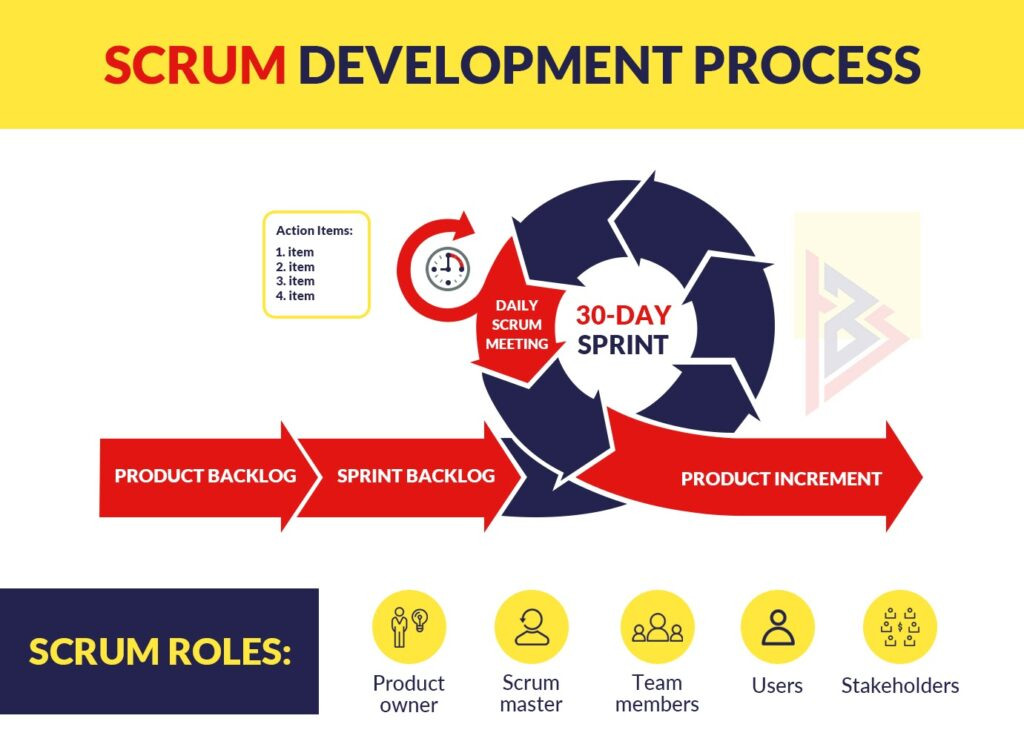 SCRUM DEVELOPMENT PROCESS
Action Items:
1. item
2. item
3. item
4. item
DAILY
SCRUM
MEETING
30-DAY
SPRINT
PRODUCT BACKLOG
SPRINT BACKLOG
PRODUCT INCREMENT
SCRUM ROLES:
Product
owner
Scrum
master
Team
members
Users
Stakeholders